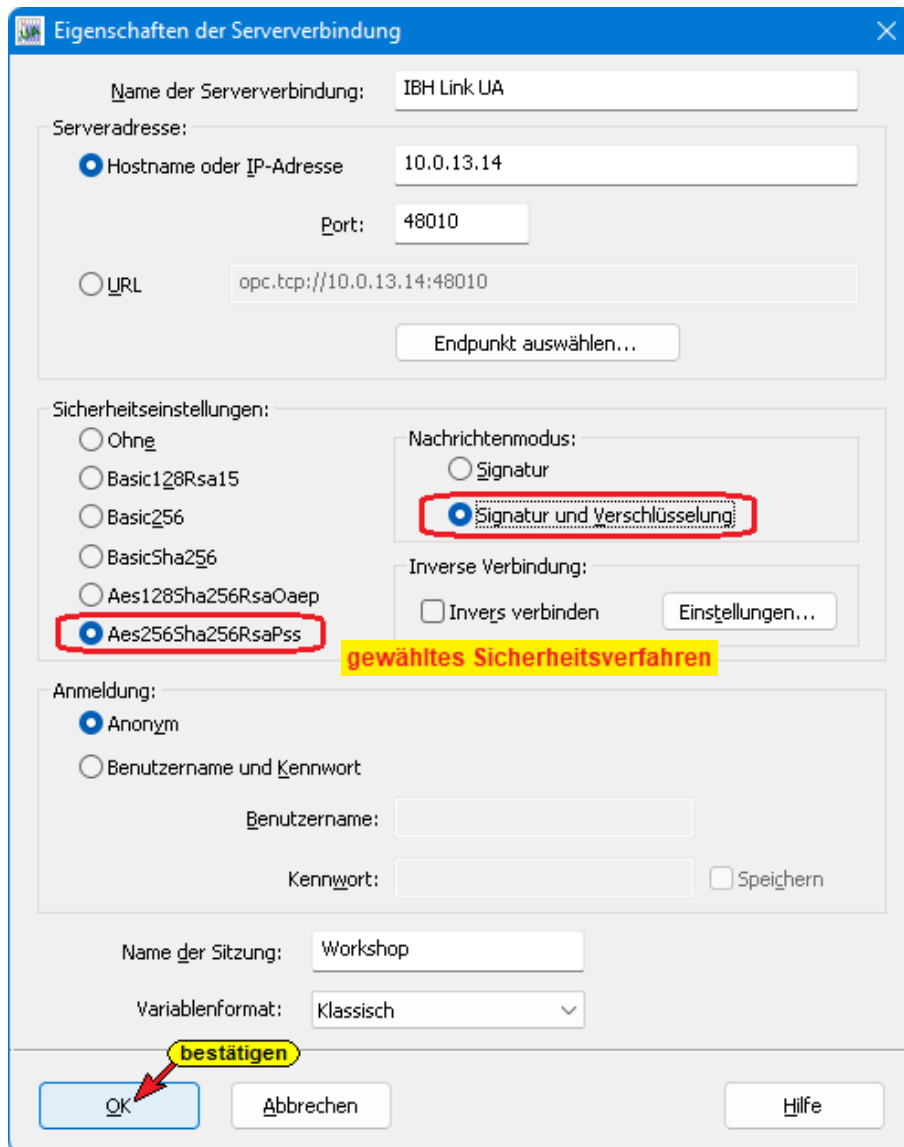 Eigenschaften der Serververbindung
Name der Serververbindung: IBH Link UA
Serveradresse:
Hostname oder IP-Adresse 10.0.13.14
Port: 48010
URL opc.tcp://10.0.13.14:48010
Endpunkt auswählen...
Sicherheitseinstellungen:
Ohne
Basic128Rsa15
Basic256
BasicSha256
Aes128Sha256RsaOaep
Aes256Sha256RsaPss
Nachrichtenmodus:
Signatur
Signatur und Verschlüsselung
Inverse Verbindung:
Invers verbinden Einstellungen...
gewähltes Sicherheitsverfahren
Anmeldung:
Anonym
Benutzername und Kennwort
Benutzername:
Kennwort: Speichern
Name der Sitzung: Workshop
Variablenformat: Klassisch
bestätigen
OK Abbrechen Hilfe